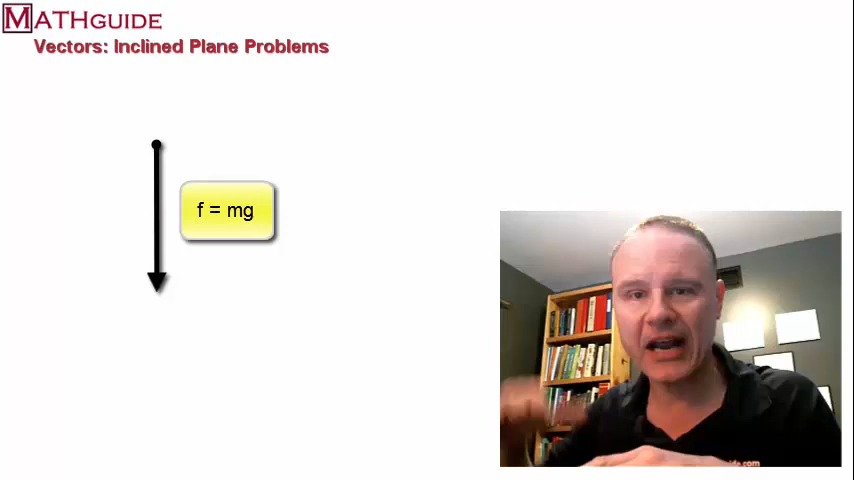 MATHGUIDE
Vectors: Inclined Plane Problems
f = mg